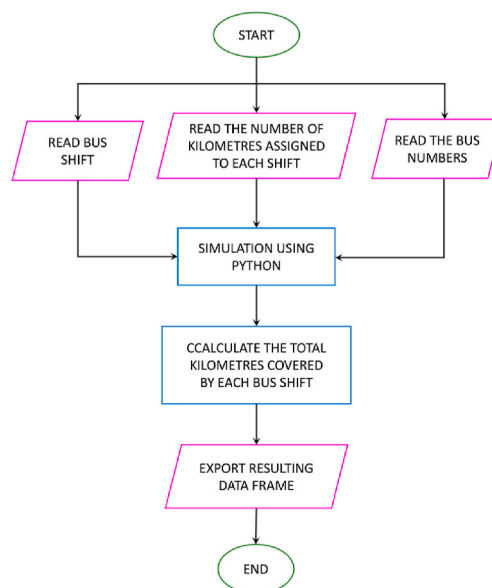 START
READ BUS
SHIFT
READ THE NUMBER OF
KILOMETRES ASSIGNED
TO EACH SHIFT
READ THE BUS
NUMBERS
SIMULATION USING
PYTHON
CCALCULATE THE TOTAL
KILOMETRES COVERED
BY EACH BUS SHIFT
EXPORT RESULTING
DATA FRAME
END